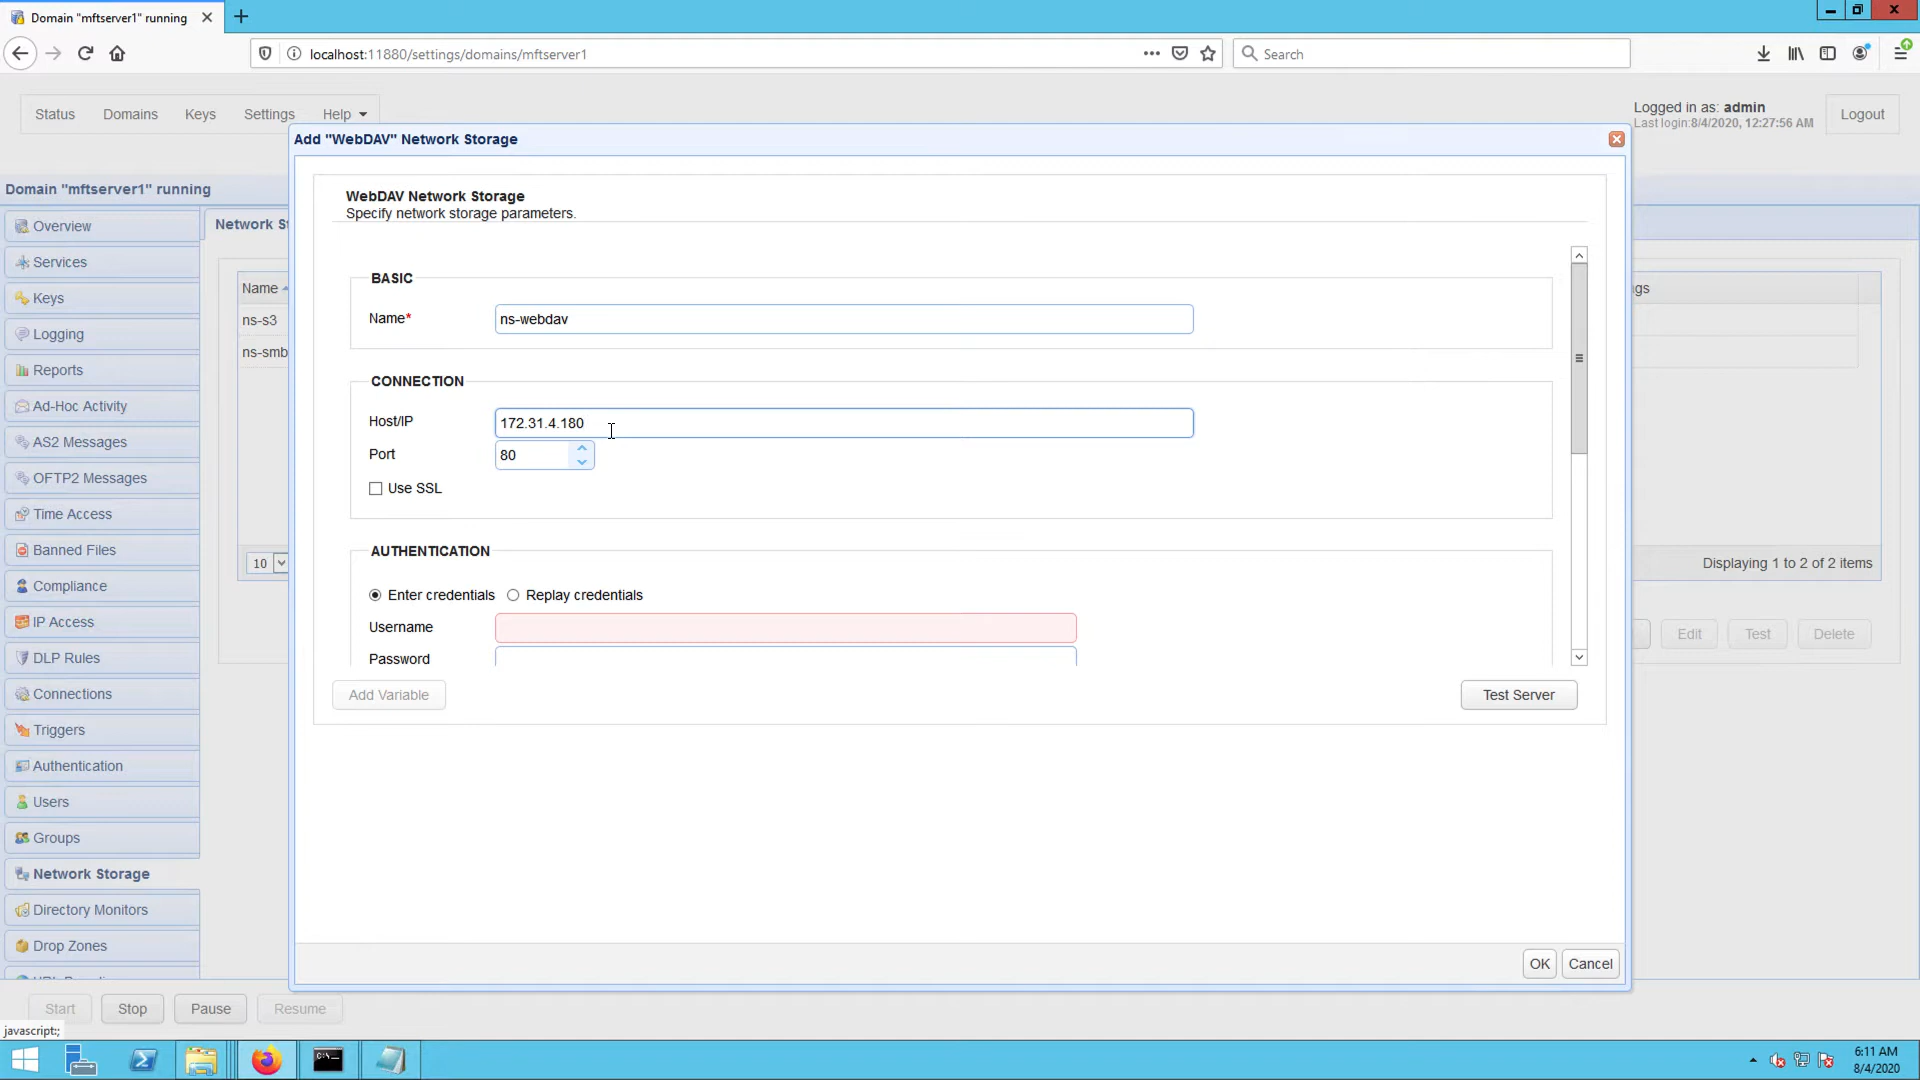 Domain "mftserver1" running
localhost:11880/settings/domains/mftserver1
Search
Status
Domains
Keys
Settings
Help
Logged in as: admin
Last login:8/4/2020, 12:27:56 AM
Logout
Add "WebDAV" Network Storage
Domain "mftserver1" running
Overview
Services
Keys
Logging
Reports
Ad-Hoc Activity
AS2 Messages
OFTP2 Messages
Time Access
Banned Files
Compliance
IP Access
DLP Rules
Connections
Triggers
Authentication
Users
Groups
Network Storage
Directory Monitors
Drop Zones
Network S
Name
ns-s3
ns-smb
10
WebDAV Network Storage
Specify network storage parameters.
BASIC
Name*
ns-webdav
CONNECTION
Host/IP
172.31.4.180
Port
80
Use SSL
AUTHENTICATION
Enter credentials
Replay credentials
Username
Password
Add Variable
Test Server
OK
Cancel
gs
Displaying 1 to 2 of 2 items
Edit
Test
Delete
Start
Stop
Pause
Resume
javascript:;
6:11 AM
8/4/2020